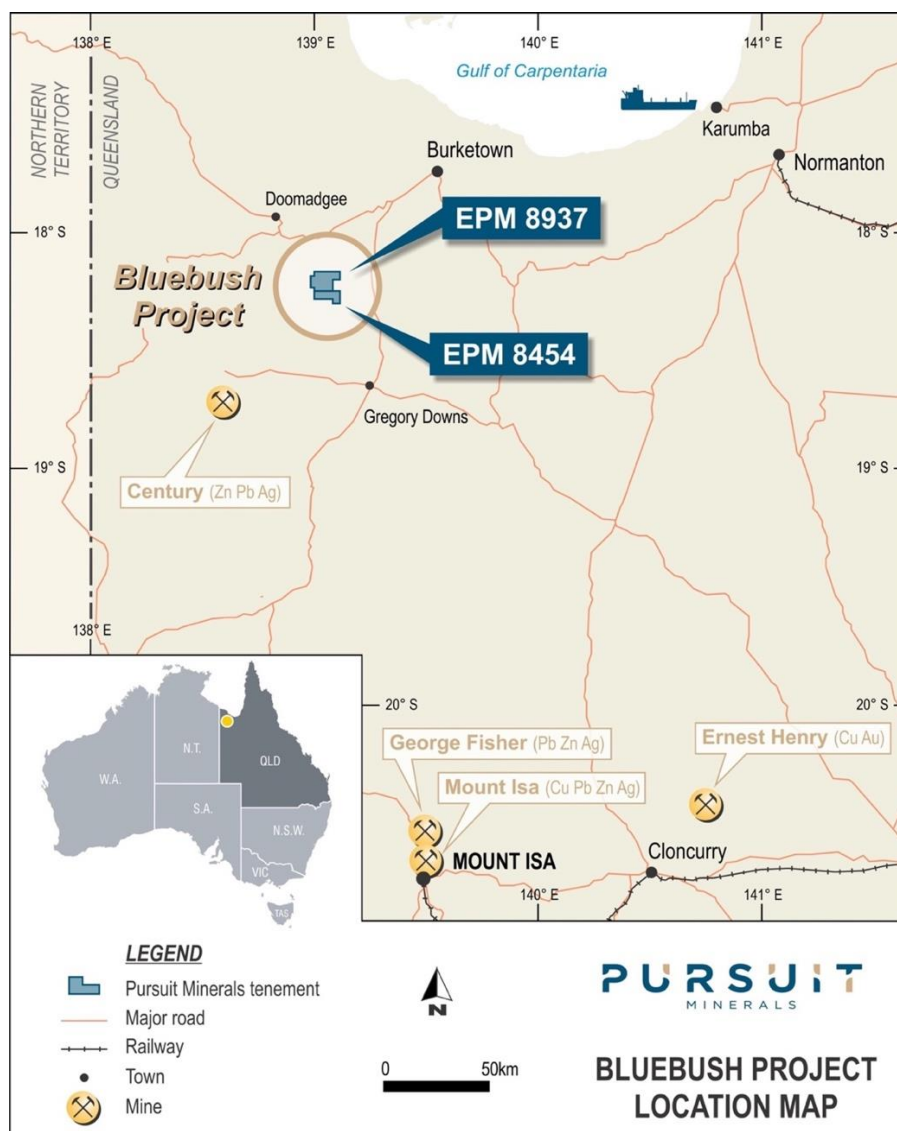 138° E
139° E
140° E
141° E
Gulf of Carpentaria
NORTHERN
TERRITORY
QUEENSLAND
Karumba
Burketown
Normanton
Doomadgee
18° S
18° S
EPM 8937
Bluebush
Project
EPM 8454
Gregory Downs
19° S
19° S
Century (Zn Pb Ag)
138° E
20° S
20° S
George Fisher (Pb Zn Ag)
Ernest Henry (Cu Au)
Mount Isa (Cu Pb Zn Ag)
MOUNT ISA
Cloncurry
140° E
141° E
N.T.
QLD
W.A.
S.A.
N.S.W.
VIC
TAS
LEGEND
Pursuit Minerals tenement
Major road
Railway
Town
Mine
N
0 50km
PURSUIT
MINERALS
BLUEBUSH PROJECT
LOCATION MAP